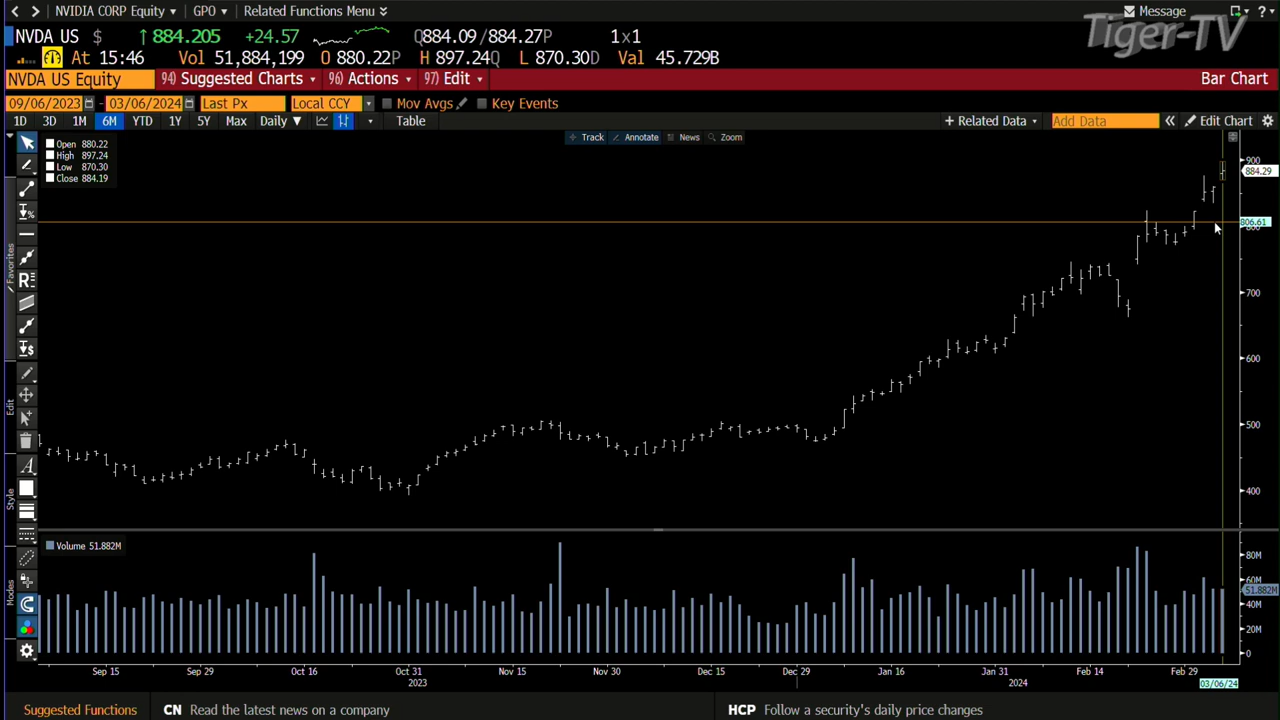 NVIDIA CORP Equity GPO Related Functions Menu Message ?
NVDA US $ ↑ 884.205 +24.57 Q884.09/884.27P 1x1
Tiger-TV
At 15:46 Vol 51,884,199 O 880.22P H 897.24Q L 870.30D Val 45.729B
NVDA US Equity 94) Suggested Charts 96) Actions 97) Edit Bar Chart
09/06/2023 - 03/06/2024 Last Px Local CCY Mov Avgs Key Events
1D 3D 1M 6M YTD 1Y 5Y Max Daily ▼ Table + Related Data Add Data « Edit Chart
Track Annotate News Zoom
Open 880.22
High 897.24
Low 870.30
Close 884.19
900
884.29
806.61
800
700
600
500
400
Favorites
Edit
Style
Modes
Volume 51.882M
80M
60M
51.882M
40M
20M
0
Sep 15 Sep 29 Oct 16 Oct 31 Nov 15 Nov 30 Dec 15 Dec 29 Jan 16 Jan 31 Feb 14 Feb 29
2023 2024 03/06/24
Suggested Functions CN Read the latest news on a company HCP Follow a security's daily price changes